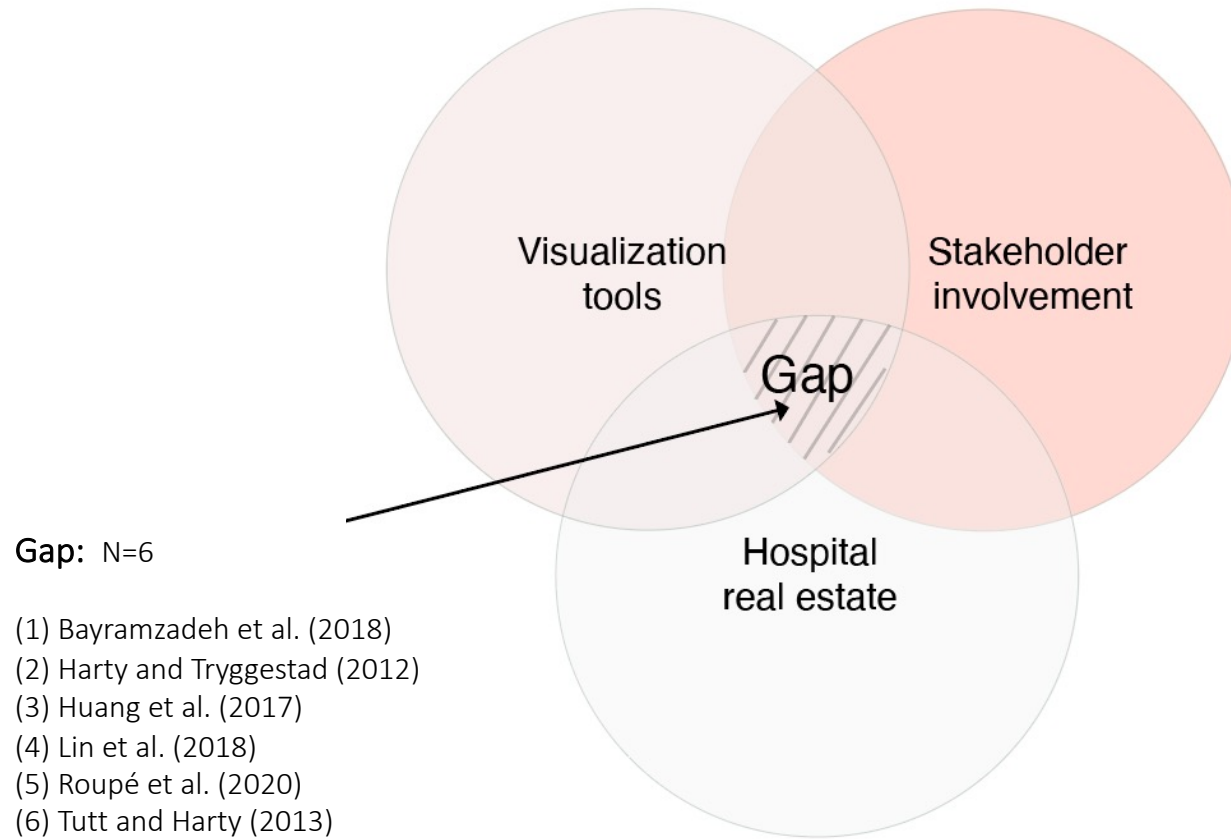 Visualization
tools
Stakeholder
involvement
Gap
Hospital
real estate
Gap: N=6
(1) Bayramzadeh et al. (2018)
(2) Harty and Tryggestad (2012)
(3) Huang et al. (2017)
(4) Lin et al. (2018)
(5) Roupé et al. (2020)
(6) Tutt and Harty (2013)